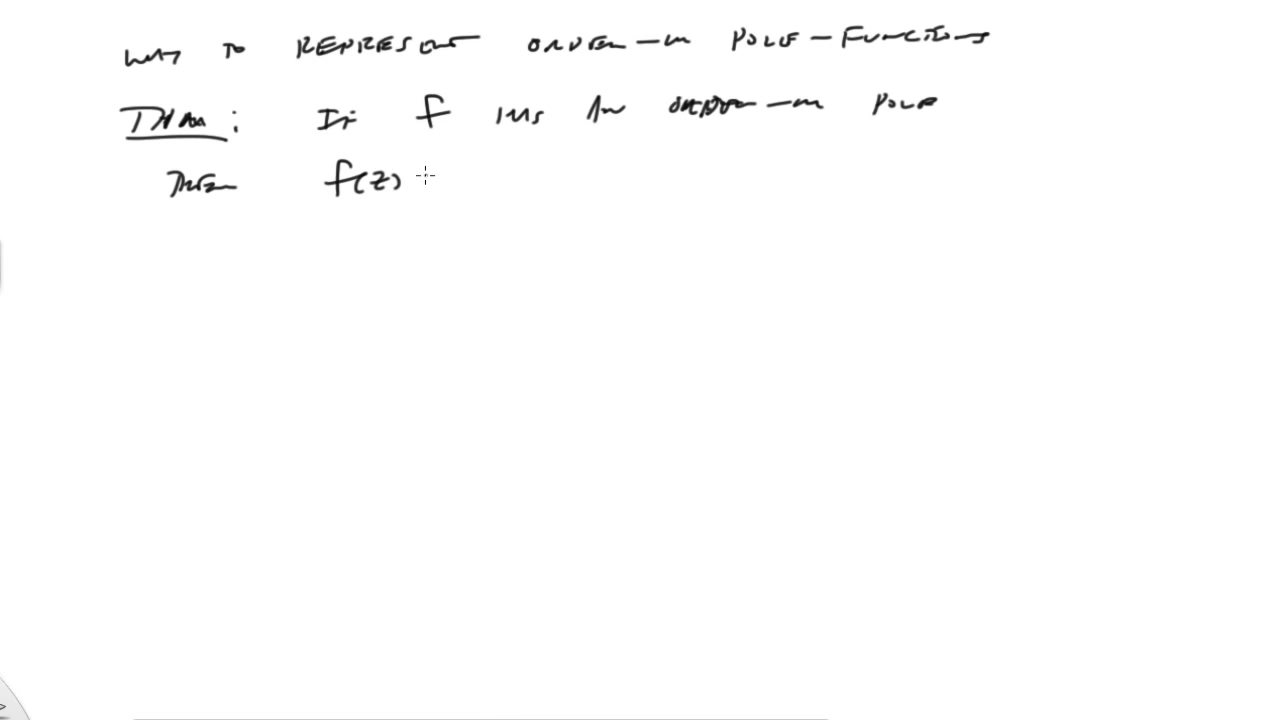 WAY TO REPRESENT ORDER-m POLE-FUNCTIONS
THM: If f HAS AN ORDER-m POLE
THEN f(z)